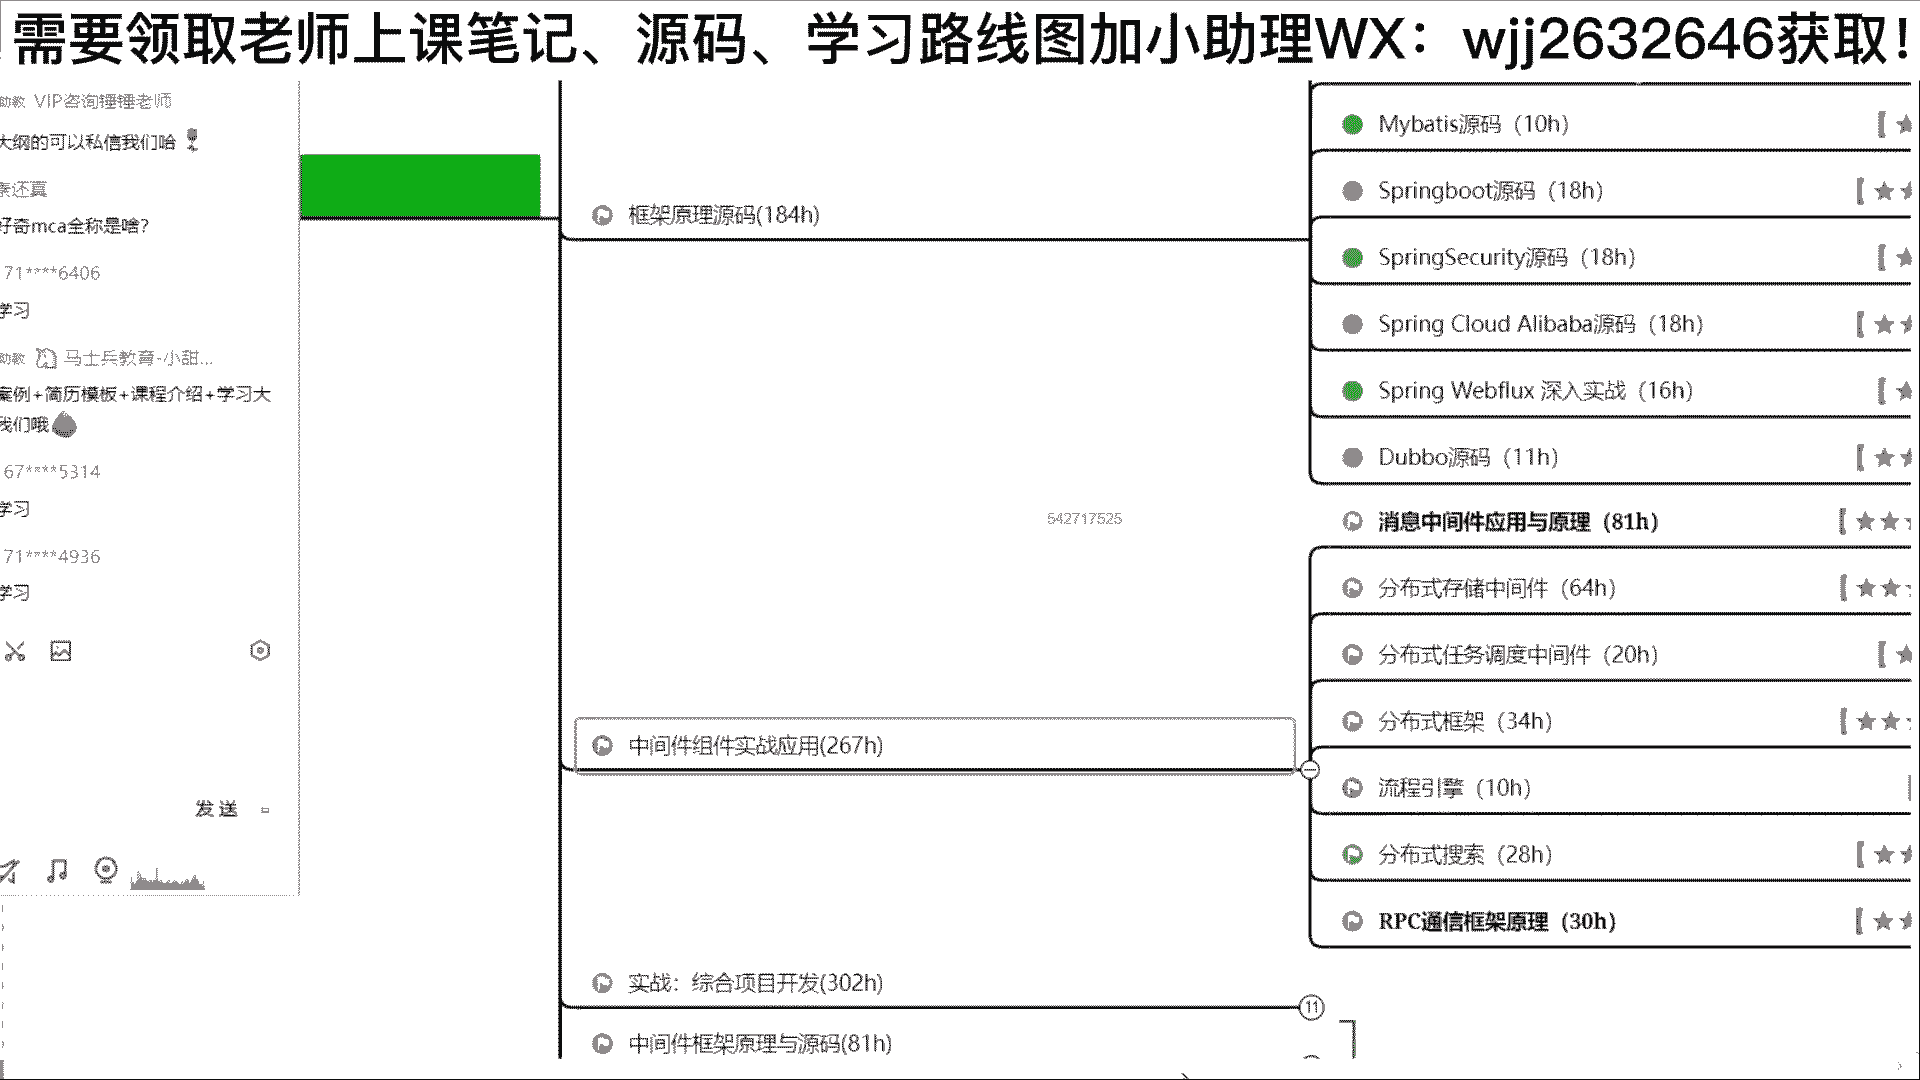 需要领取老师上课笔记、源码、学习路线图加小助理WX：wjj2632646获取！
助教 VIP咨询锤锤老师
大纲的可以私信我们哈
素还真
好奇mca全称是啥?
71****6406
学习
助教 马士兵教育-小甜...
案例+简历模板+课程介绍+学习大
我们哦
67****5314
学习
71****4936
学习
发送
框架原理源码(184h)
Mybatis源码（10h）
Springboot源码（18h）
SpringSecurity源码（18h）
Spring Cloud Alibaba源码（18h）
Spring Webflux 深入实战（16h）
Dubbo源码（11h）
542717525
中间件组件实战应用(267h)
消息中间件应用与原理（81h）
分布式存储中间件（64h）
分布式任务调度中间件（20h）
分布式框架（34h）
流程引擎（10h）
分布式搜索（28h）
RPC通信框架原理（30h）
实战：综合项目开发(302h)
11
中间件框架原理与源码(81h)